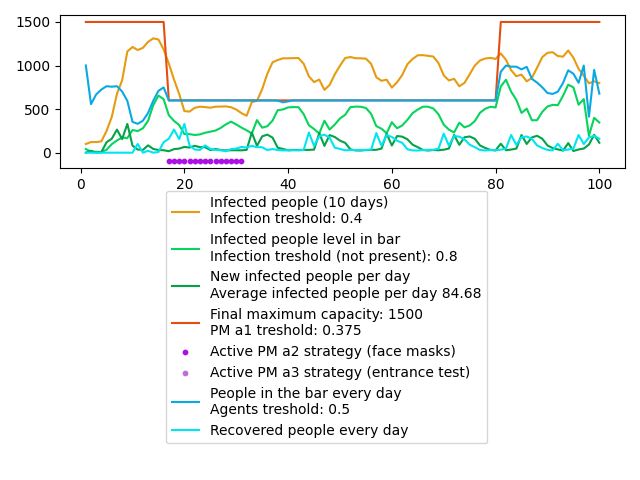 1500
1000
500
0
0 20 40 60 80 100
Infected people (10 days)
Infection treshold: 0.4
Infected people level in bar
Infection treshold (not present): 0.8
New infected people per day
Average infected people per day 84.68
Final maximum capacity: 1500
PM a1 treshold: 0.375
Active PM a2 strategy (face masks)
Active PM a3 strategy (entrance test)
People in the bar every day
Agents treshold: 0.5
Recovered people every day